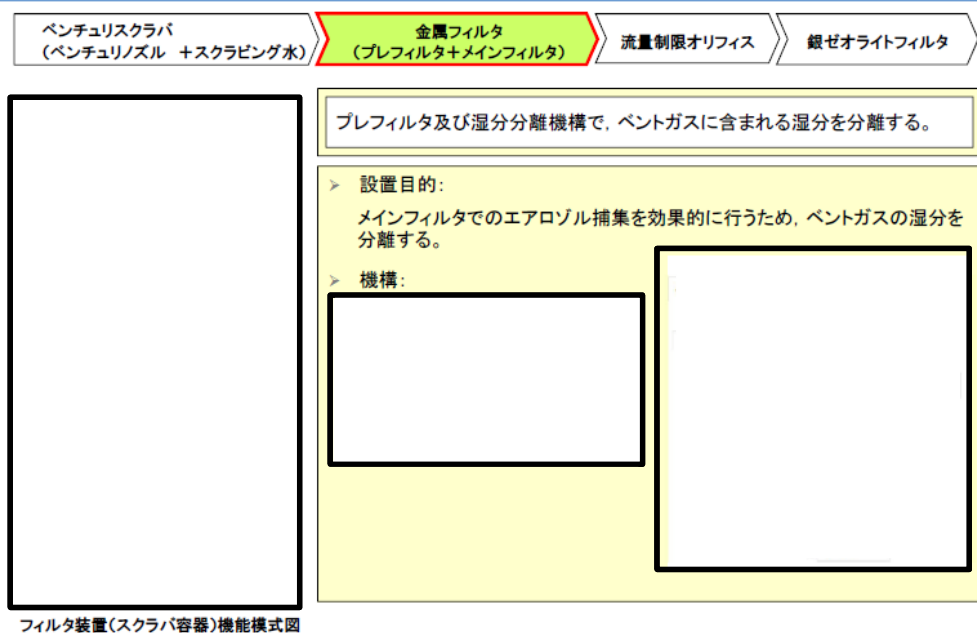 ベンチュリスクラバ
(ベンチュリノズル +スクラビング水)
金属フィルタ
(プレフィルタ+メインフィルタ)
流量制限オリフィス
銀ゼオライトフィルタ
プレフィルタ及び湿分分離機構で,ベントガスに含まれる湿分を分離する。
➢ 設置目的:
メインフィルタでのエアロゾル捕集を効果的に行うため,ベントガスの湿分を
分離する。
➢ 機構:
フィルタ装置(スクラバ容器)機能模式図